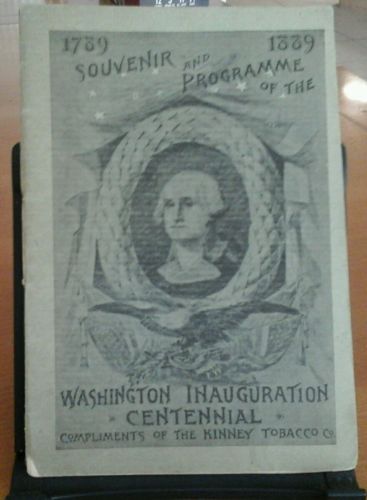 1789 1889
SOUVENIR AND PROGRAMME OF THE
WASHINGTON INAUGURATION
CENTENNIAL
COMPLIMENTS OF THE KINNEY TOBACCO CO.